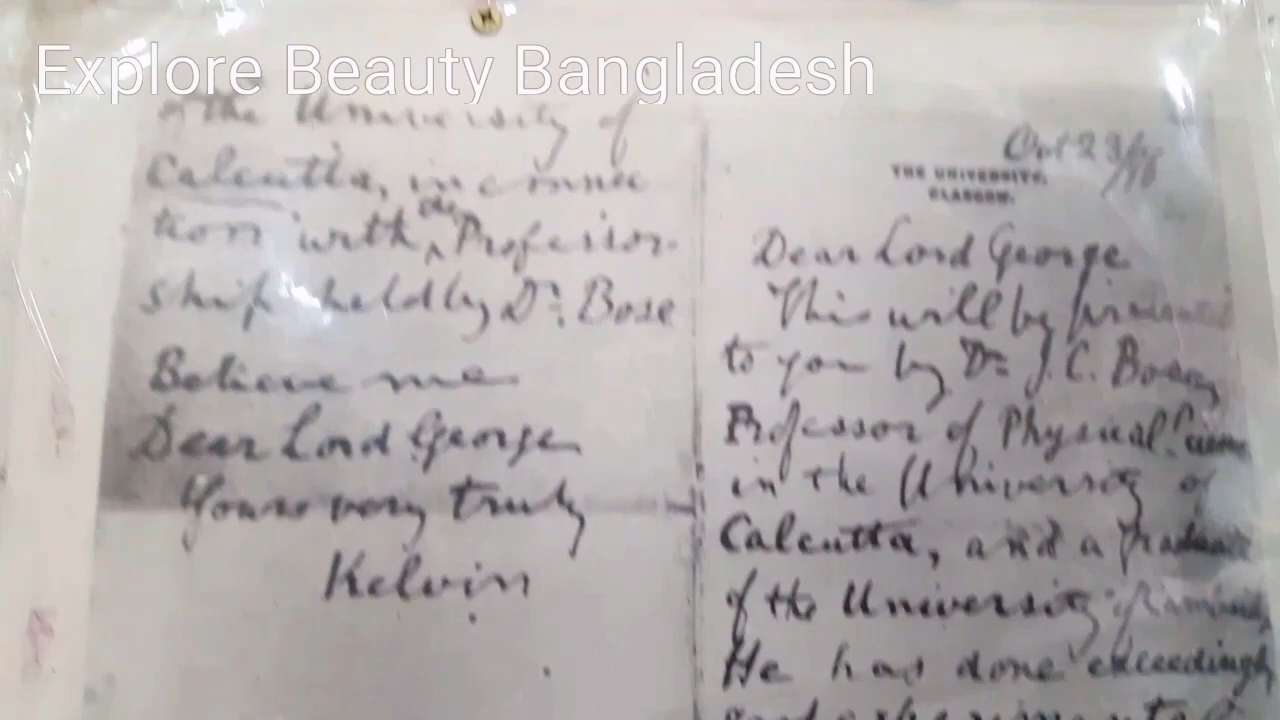 Explore Beauty Bangladesh
of the University of
Calcutta, in connec
tion with the Professor-
ship held by Dr. Bose
Believe me
Dear Lord George
Yours very truly
Kelvin
Oct 23/96
THE UNIVERSITY,
GLASGOW.
Dear Lord George
This will be presented
to you by Dr. J. C. Bose,
Professor of Physical
in the University of
Calcutta, and a graduate
of the University
He has done exceedingly